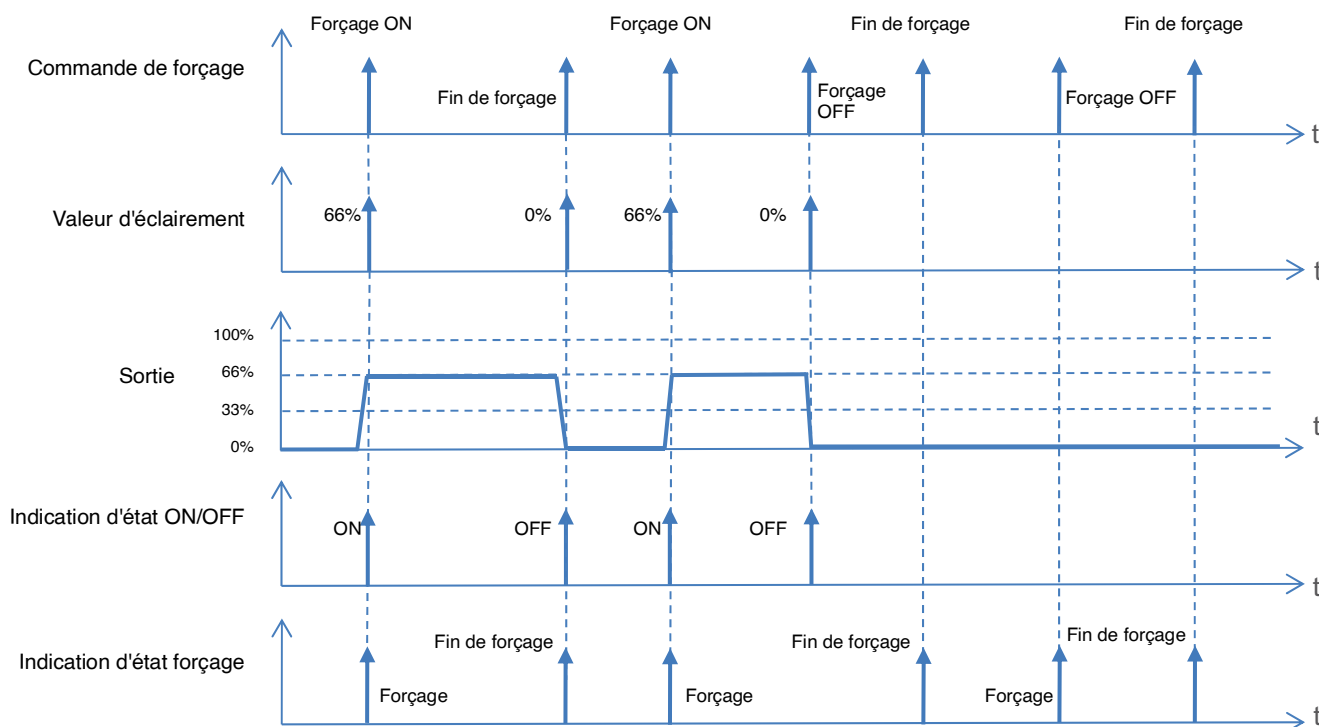 Forçage ON
Forçage ON
Fin de forçage
Fin de forçage
Commande de forçage
Fin de forçage
Forçage
OFF
Forçage OFF
t
Valeur d'éclairement
66%
0%
66%
0%
t
100%
Sortie
66%
33%
0%
t
Indication d'état ON/OFF
ON
OFF
ON
OFF
t
Indication d'état forçage
Fin de forçage
Fin de forçage
Fin de forçage
Forçage
Forçage
Forçage
t